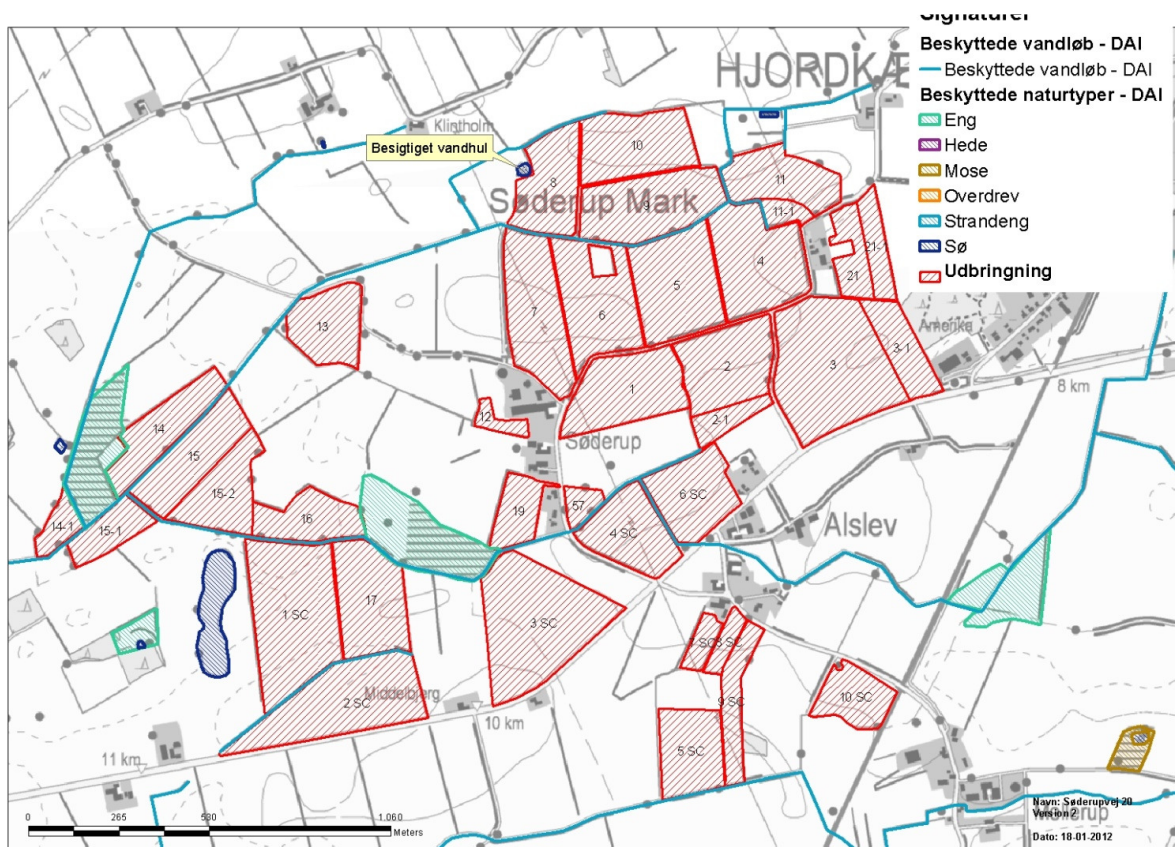 Signaturer
Beskyttede vandløb - DAI
Beskyttede vandløb - DAI
Beskyttede naturtyper - DAI
Eng
Hede
Mose
Overdrev
Strandeng
Sø
Udbringning
HJORDKÆ
Klintholm
Besigtiget vandhul
10
8
11
9
Søderup Mark
11-1
21-1
4
21
5
7
6
13
Amerika
3-1
2
3
8 km
1
12
2-1
14
Søderup
15
6 SC
15-2
57
16
19
4 SC
Alslev
14-1
15-1
17
1 SC
3 SC
7 SC
8 SC
Middelbjerg
2 SC
9 SC
10 SC
10 km
5 SC
11 km
Navn: Søderupvej 20
Version 2
Mollerup
Dato: 18-01-2012
0 265 530 1.060
Meters